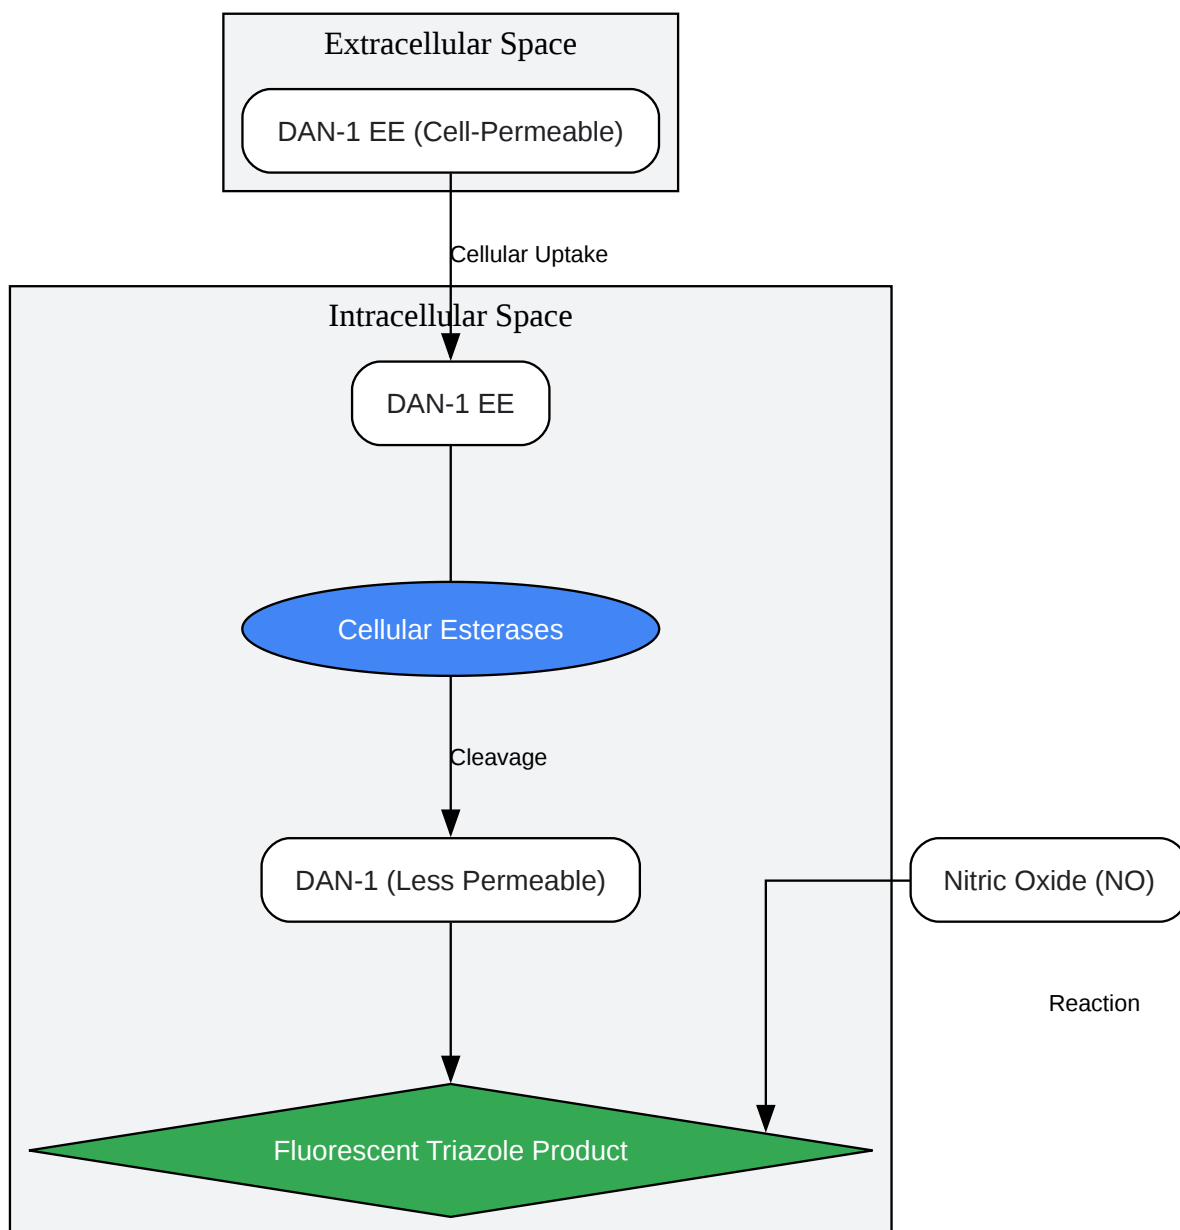 Extracellular Space
DAN-1 EE (Cell-Permeable)
Cellular Uptake
Intracellular Space
DAN-1 EE
Cellular Esterases
Cleavage
DAN-1 (Less Permeable)
Nitric Oxide (NO)
Reaction
Fluorescent Triazole Product